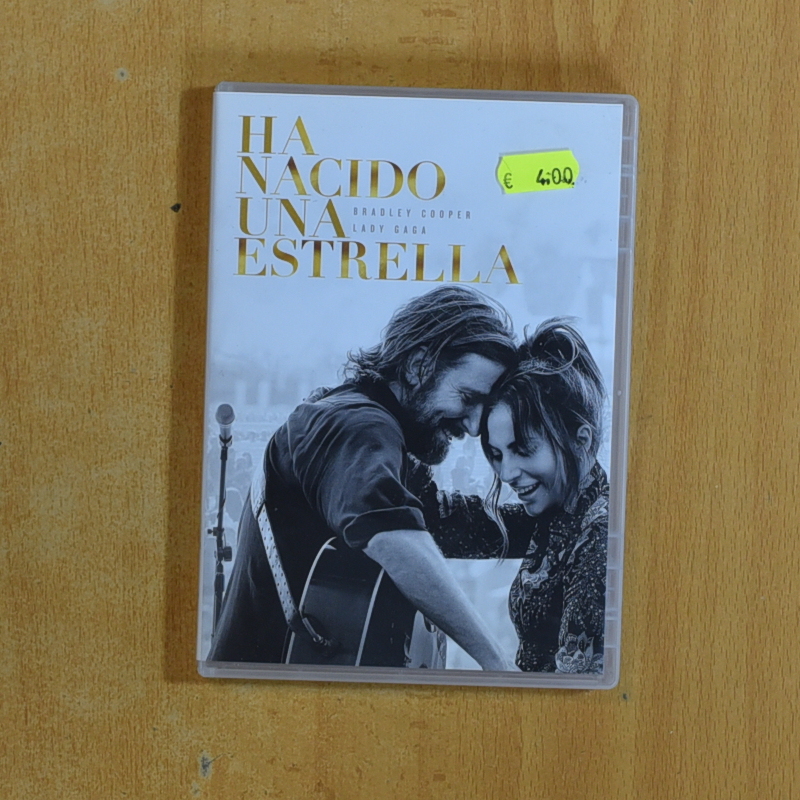 HA
NACIDO
UNA
ESTRELLA
BRADLEY COOPER
LADY GAGA
€ 4,00